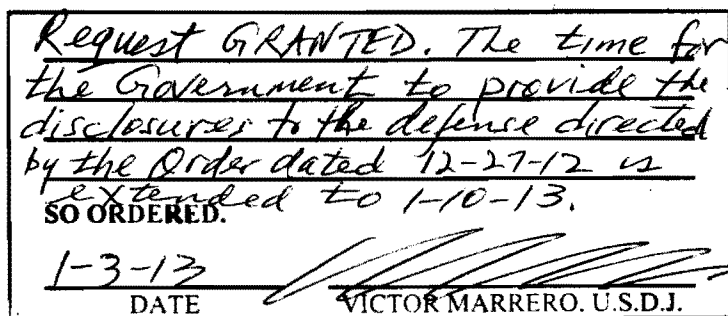 Request GRANTED. The time for
the Government to provide the
disclosures to the defense directed
by the Order dated 12-27-12 is
extended to 1-10-13.
SO ORDERED.
1-3-13
DATE VICTOR MARRERO. U.S.D.J.